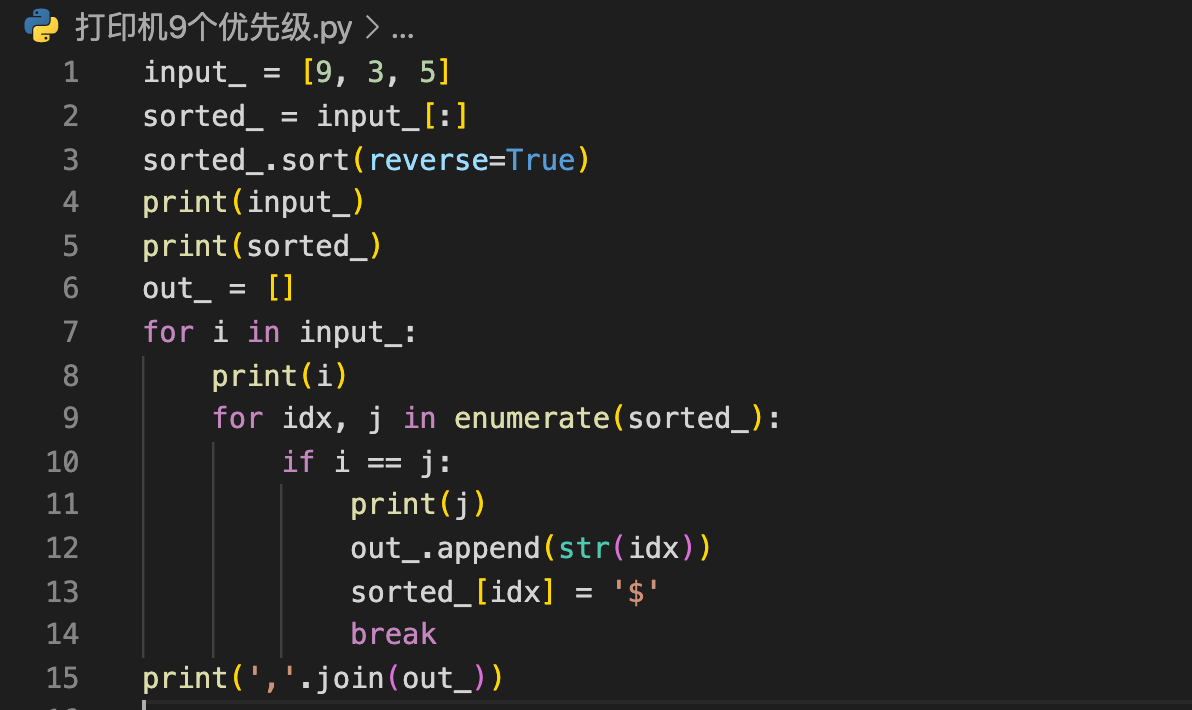 打印机9个优先级.py > ...
1 input_ = [9, 3, 5]
2 sorted_ = input_[:]
3 sorted_.sort(reverse=True)
4 print(input_)
5 print(sorted_)
6 out_ = []
7 for i in input_:
8     print(i)
9     for idx, j in enumerate(sorted_):
10         if i == j:
11             print(j)
12             out_.append(str(idx))
13             sorted_[idx] = '$'
14             break
15 print(','.join(out_))